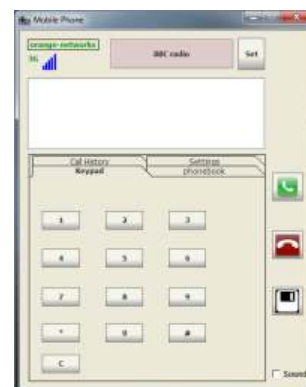 Mobile Phone
orange-networks
3G
BBC radio
Set
Call History
Settings
Keypad
phonebook
1 2 3
4 5 6
7 8 9
* 0 #
C
Sound